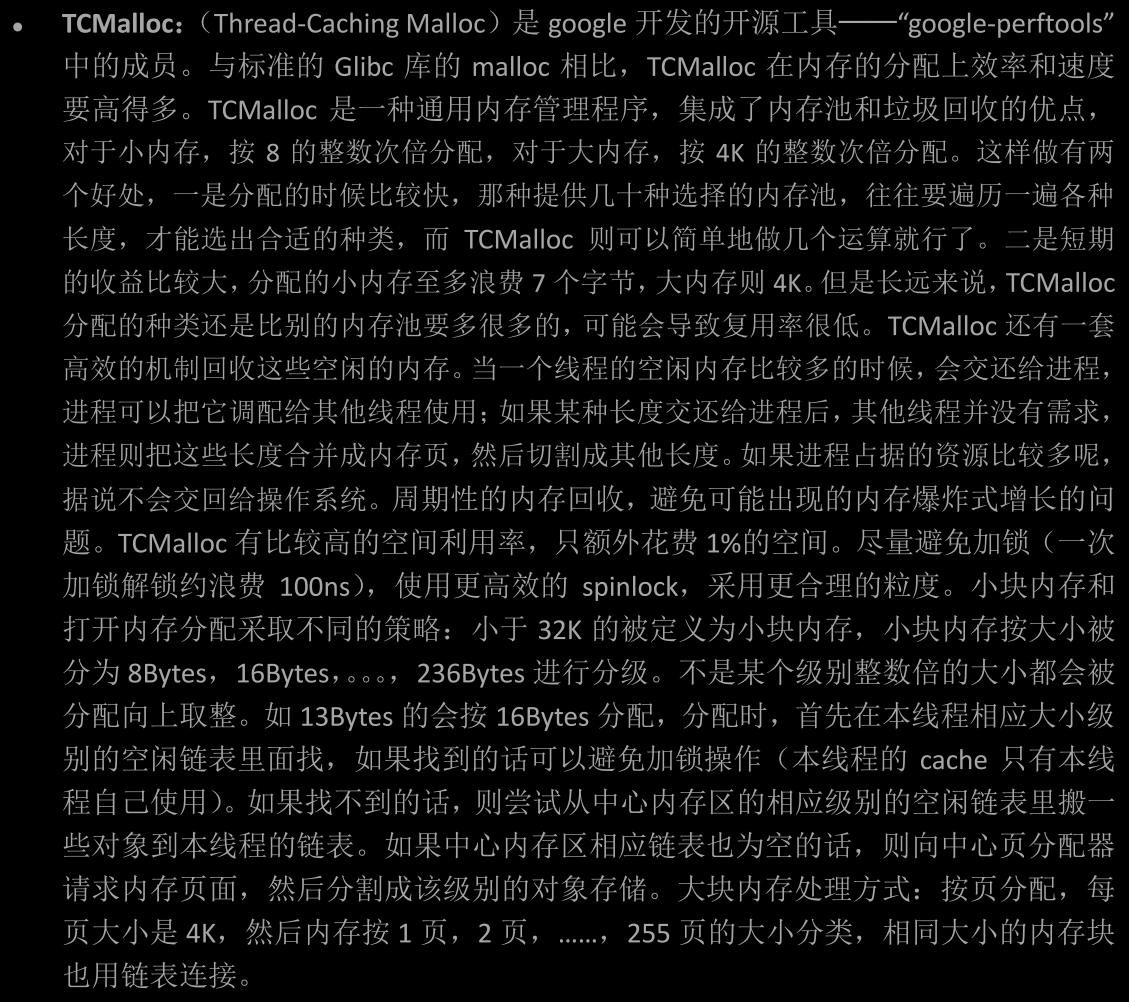 • TCMalloc:（Thread-Caching Malloc）是 google 开发的开源工具——“google-perftools”
中的成员。与标准的 Glibc 库的 malloc 相比，TCMalloc 在内存的分配上效率和速度
要高得多。TCMalloc 是一种通用内存管理程序，集成了内存池和垃圾回收的优点，
对于小内存，按 8 的整数次倍分配，对于大内存，按 4K 的整数次倍分配。这样做有两
个好处，一是分配的时候比较快，那种提供几十种选择的内存池，往往要遍历一遍各种
长度，才能选出合适的种类，而 TCMalloc 则可以简单地做几个运算就行了。二是短期
的收益比较大，分配的小内存至多浪费 7 个字节，大内存则 4K。但是长远来说，TCMalloc
分配的种类还是比别的内存池要多很多的，可能会导致复用率很低。TCMalloc 还有一套
高效的机制回收这些空闲的内存。当一个线程的空闲内存比较多的时候，会交还给进程，
进程可以把它调配给其他线程使用；如果某种长度交还给进程后，其他线程并没有需求，
进程则把这些长度合并成内存页，然后切割成其他长度。如果进程占据的资源比较多呢，
据说不会交回给操作系统。周期性的内存回收，避免可能出现的内存爆炸式增长的问
题。TCMalloc 有比较高的空间利用率，只额外花费 1%的空间。尽量避免加锁（一次
加锁解锁约浪费 100ns），使用更高效的 spinlock，采用更合理的粒度。小块内存和
打开内存分配采取不同的策略：小于 32K 的被定义为小块内存，小块内存按大小被
分为 8Bytes，16Bytes，。。。，236Bytes 进行分级。不是某个级别整数倍的大小都会被
分配向上取整。如 13Bytes 的会按 16Bytes 分配，分配时，首先在本线程相应大小级
别的空闲链表里面找，如果找到的话可以避免加锁操作（本线程的 cache 只有本线
程自己使用）。如果找不到的话，则尝试从中心内存区的相应级别的空闲链表里搬一
些对象到本线程的链表。如果中心内存区相应链表也为空的话，则向中心页分配器
请求内存页面，然后分割成该级别的对象存储。大块内存处理方式：按页分配，每
页大小是 4K，然后内存按 1 页，2 页，……，255 页的大小分类，相同大小的内存块
也用链表连接。